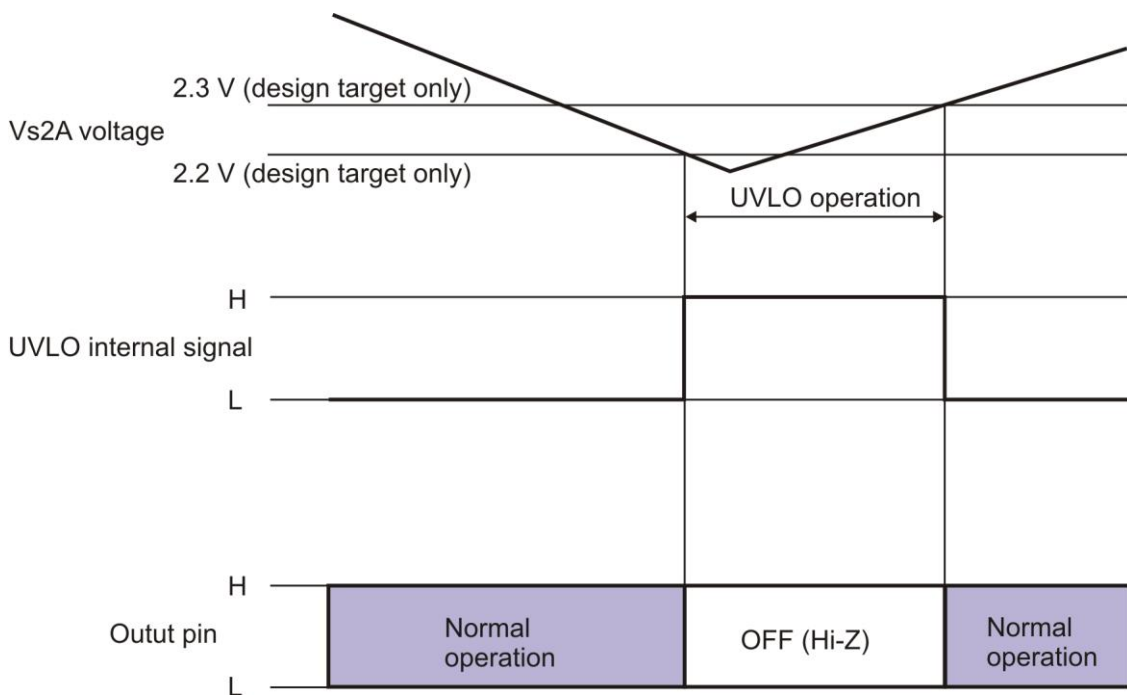 2.3 V (design target only)
Vs2A voltage
2.2 V (design target only)
UVLO operation
H
UVLO internal signal
L
H
Outut pin
Normal
operation
OFF (Hi-Z)
Normal
operation
L